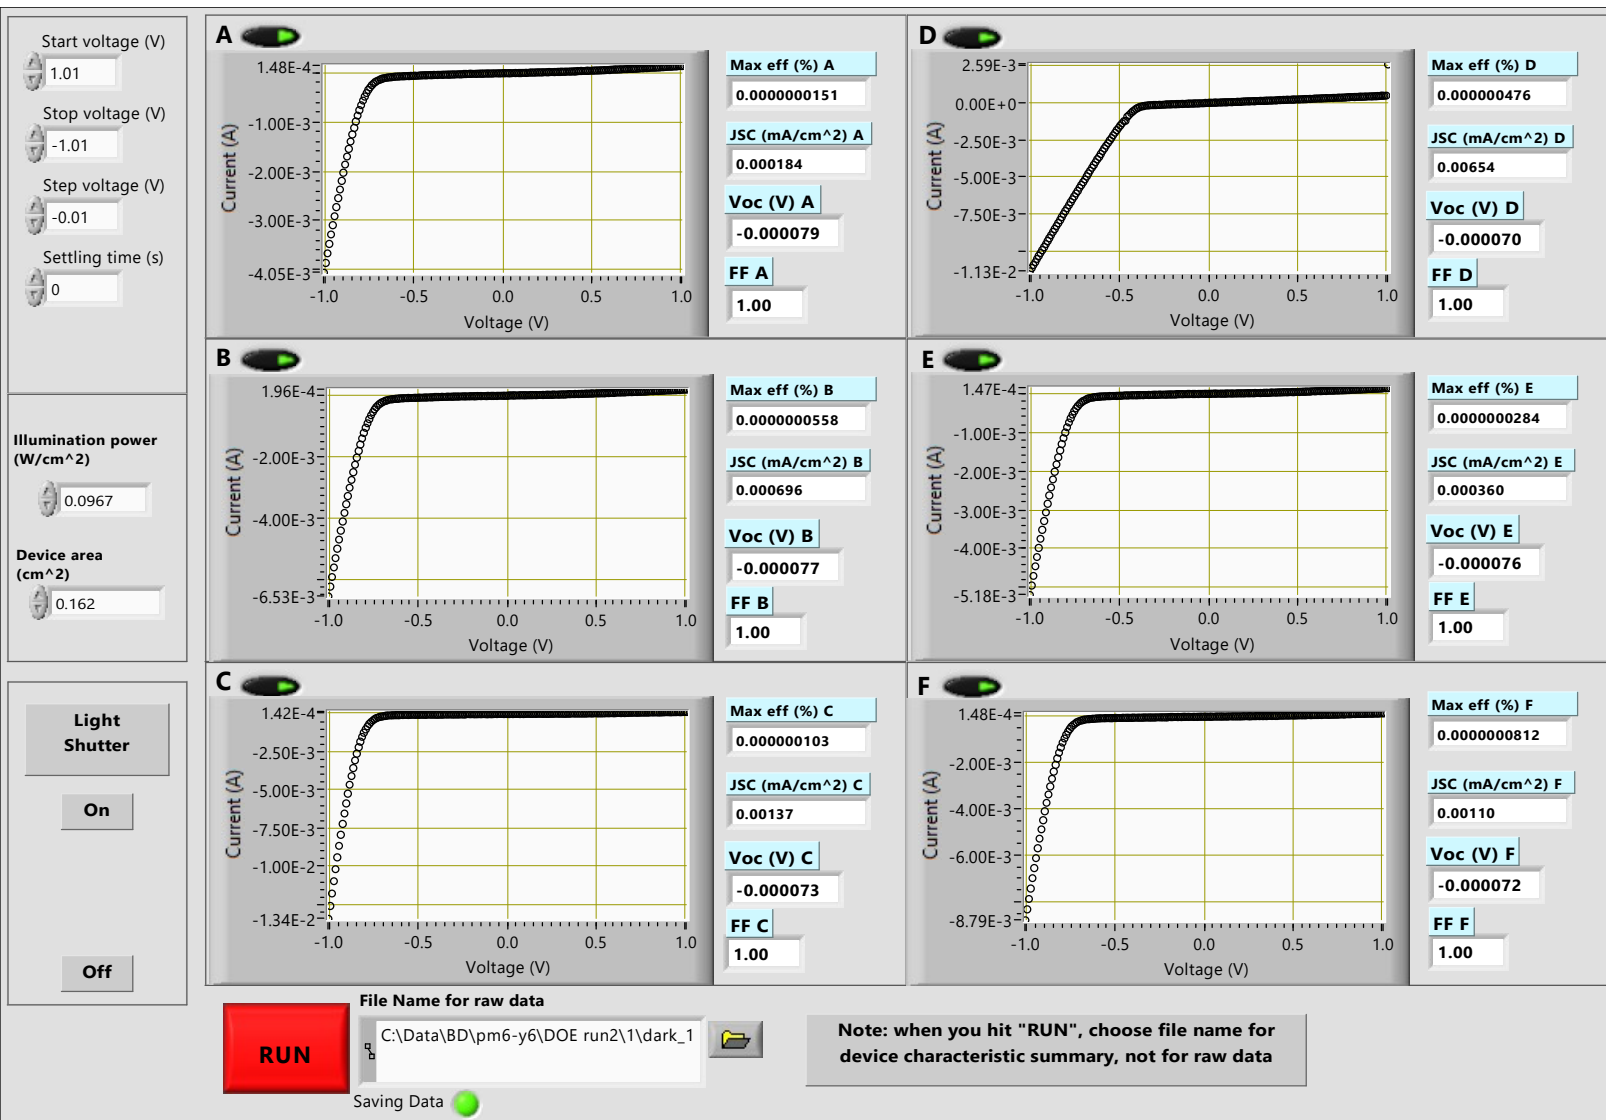 Start voltage (V)
1.01
Stop voltage (V)
-1.01
Step voltage (V)
-0.01
Settling time (s)
0
Illumination power
(W/cm^2)
0.0967
Device area
(cm^2)
0.162
Light
Shutter
On
Off
A
1.48E-4
-1.00E-3
-2.00E-3
-3.00E-3
-4.05E-3
Current (A)
-1.0 -0.5 0.0 0.5 1.0
Voltage (V)
Max eff (%) A
0.0000000151
JSC (mA/cm^2) A
0.000184
Voc (V) A
-0.000079
FF A
1.00
B
1.96E-4
-2.00E-3
-4.00E-3
-6.53E-3
Current (A)
-1.0 -0.5 0.0 0.5 1.0
Voltage (V)
Max eff (%) B
0.0000000558
JSC (mA/cm^2) B
0.000696
Voc (V) B
-0.000077
FF B
1.00
C
1.42E-4
-2.50E-3
-5.00E-3
-7.50E-3
-1.00E-2
-1.34E-2
Current (A)
-1.0 -0.5 0.0 0.5 1.0
Voltage (V)
Max eff (%) C
0.000000103
JSC (mA/cm^2) C
0.00137
Voc (V) C
-0.000073
FF C
1.00
D
2.59E-3
0.00E+0
-2.50E-3
-5.00E-3
-7.50E-3
-1.13E-2
Current (A)
-1.0 -0.5 0.0 0.5 1.0
Voltage (V)
Max eff (%) D
0.000000476
JSC (mA/cm^2) D
0.00654
Voc (V) D
-0.000070
FF D
1.00
E
1.47E-4
-1.00E-3
-2.00E-3
-3.00E-3
-4.00E-3
-5.18E-3
Current (A)
-1.0 -0.5 0.0 0.5 1.0
Voltage (V)
Max eff (%) E
0.0000000284
JSC (mA/cm^2) E
0.000360
Voc (V) E
-0.000076
FF E
1.00
F
1.48E-4
-2.00E-3
-4.00E-3
-6.00E-3
-8.79E-3
Current (A)
-1.0 -0.5 0.0 0.5 1.0
Voltage (V)
Max eff (%) F
0.0000000812
JSC (mA/cm^2) F
0.00110
Voc (V) F
-0.000072
FF F
1.00
RUN
File Name for raw data
C:\Data\BD\pm6-y6\DOE run2\1\dark_1
Saving Data
Note: when you hit "RUN", choose file name for
device characteristic summary, not for raw data